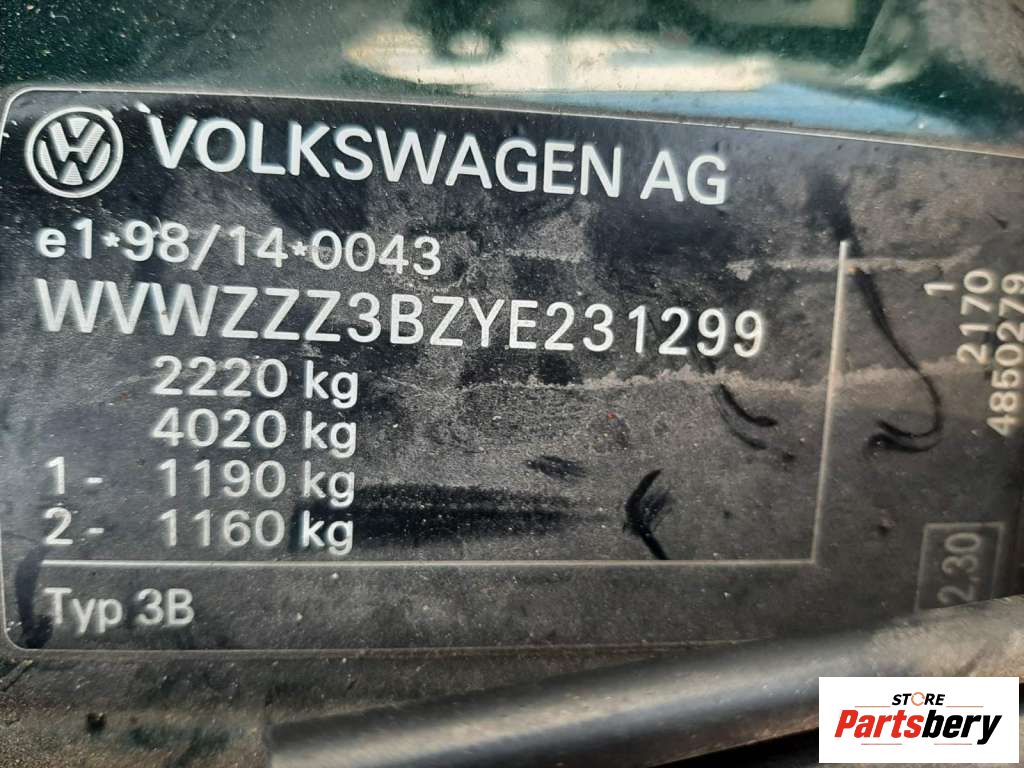 VOLKSWAGEN AG
e1*98/14*0043
WVWZZZ3BZYE231299
2220 kg
4020 kg
1 - 1190 kg
2 - 1160 kg
Typ 3B
1
2170
4850279
2,30
STORE
Partsbery